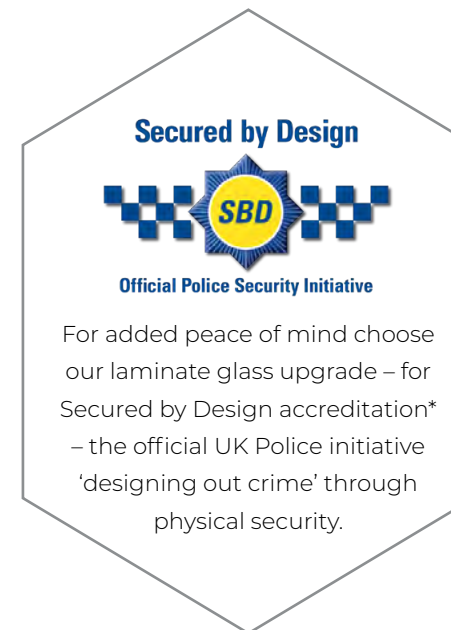 Secured by Design
SBD
Official Police Security Initiative
For added peace of mind choose
our laminate glass upgrade – for
Secured by Design accreditation*
– the official UK Police initiative
‘designing out crime’ through
physical security.